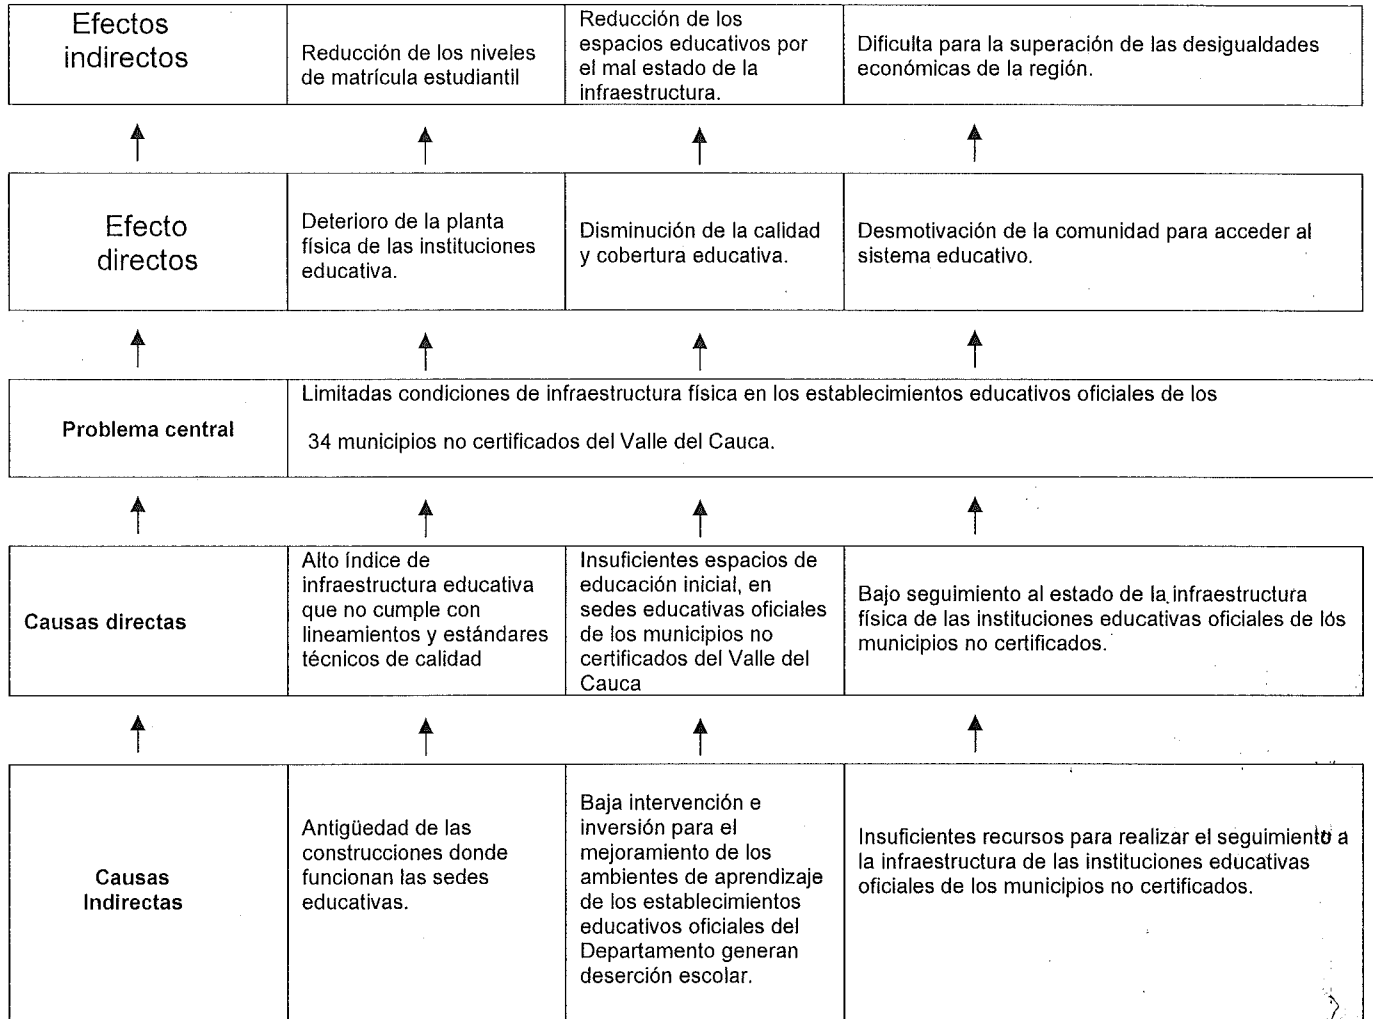 Efectos
indirectos
Reducción de los niveles
de matrícula estudiantil
Reducción de los
espacios educativos por
el mal estado de la
infraestructura.
Dificulta para la superación de las desigualdades
económicas de la región.
Efecto
directos
Deterioro de la planta
física de las instituciones
educativa.
Disminución de la calidad
y cobertura educativa.
Desmotivación de la comunidad para acceder al
sistema educativo.
Problema central
Limitadas condiciones de infraestructura física en los establecimientos educativos oficiales de los
34 municipios no certificados del Valle del Cauca.
Causas directas
Alto índice de
infraestructura educativa
que no cumple con
lineamientos y estándares
técnicos de calidad
Insuficientes espacios de
educación inicial, en
sedes educativas oficiales
de los municipios no
certificados del Valle del
Cauca
Bajo seguimiento al estado de la infraestructura
física de las instituciones educativas oficiales de los
municipios no certificados.
Causas
Indirectas
Antigüedad de las
construcciones donde
funcionan las sedes
educativas.
Baja intervención e
inversión para el
mejoramiento de los
ambientes de aprendizaje
de los establecimientos
educativos oficiales del
Departamento generan
deserción escolar.
Insuficientes recursos para realizar el seguimiento a
la infraestructura de las instituciones educativas
oficiales de los municipios no certificados.